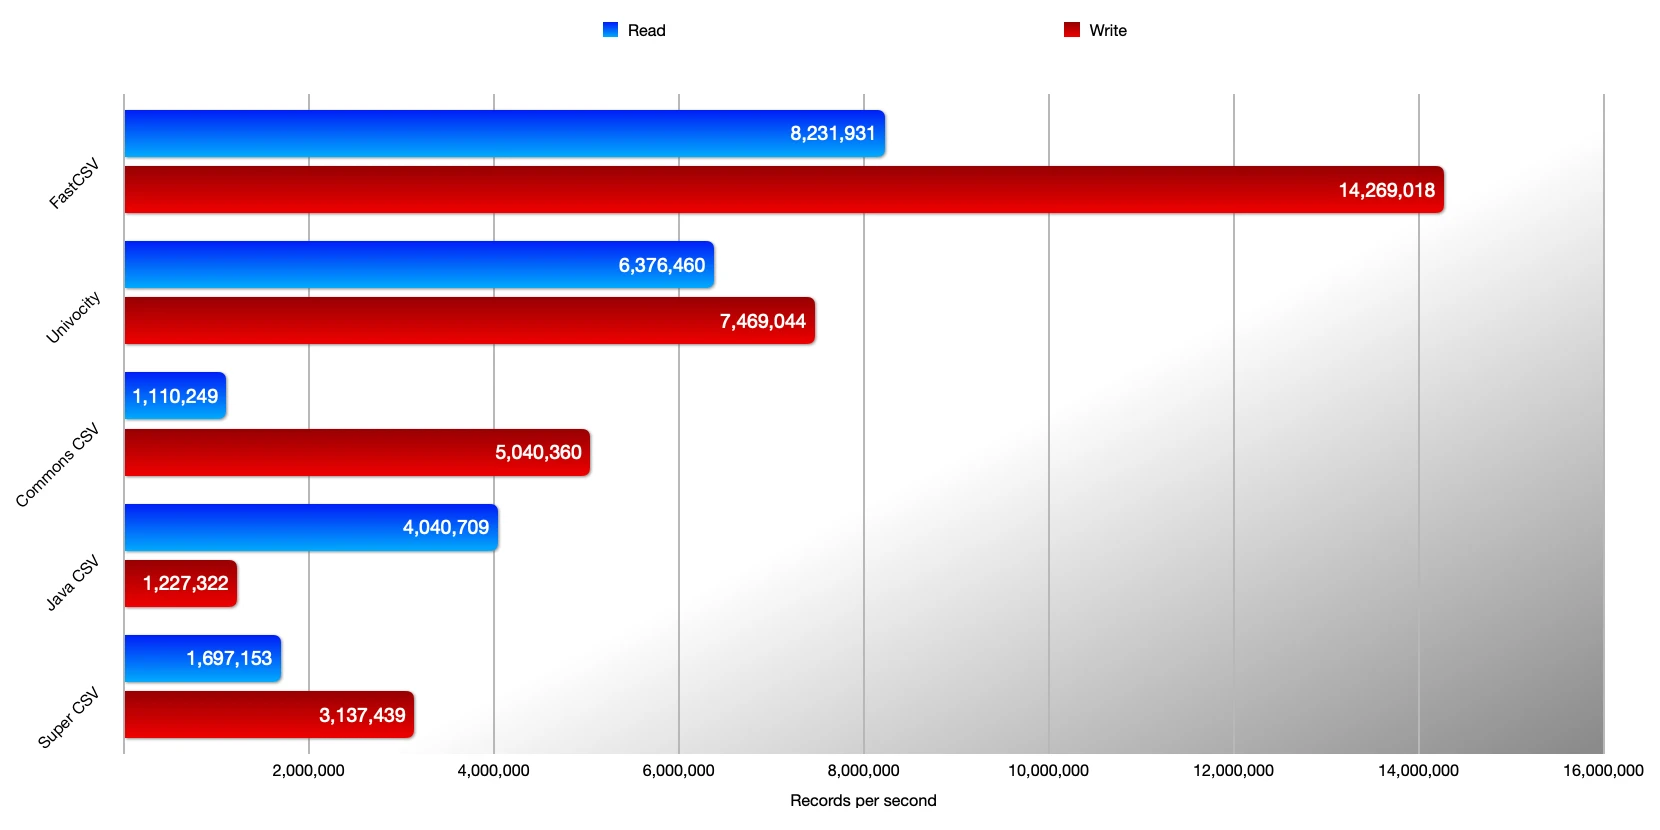 Read
Write
FastCSV
8,231,931
14,269,018
Univocity
6,376,460
7,469,044
Commons CSV
1,110,249
5,040,360
Java CSV
4,040,709
1,227,322
Super CSV
1,697,153
3,137,439
2,000,000 4,000,000 6,000,000 8,000,000 10,000,000 12,000,000 14,000,000 16,000,000
Records per second